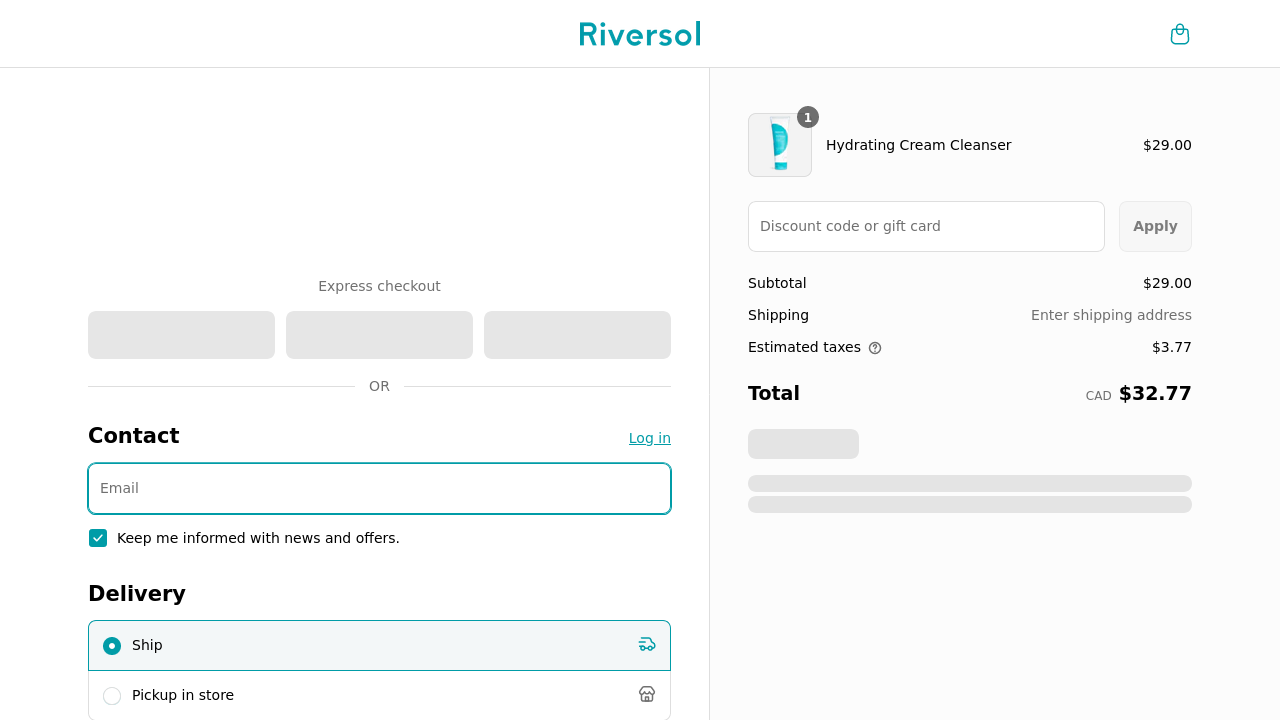 Riversol
Express checkout
OR
Contact
Log in
Email
Keep me informed with news and offers.
Delivery
Ship
Pickup in store
1
Hydrating Cream Cleanser
$29.00
Discount code or gift card
Apply
Subtotal $29.00
Shipping Enter shipping address
Estimated taxes $3.77
Total CAD $32.77